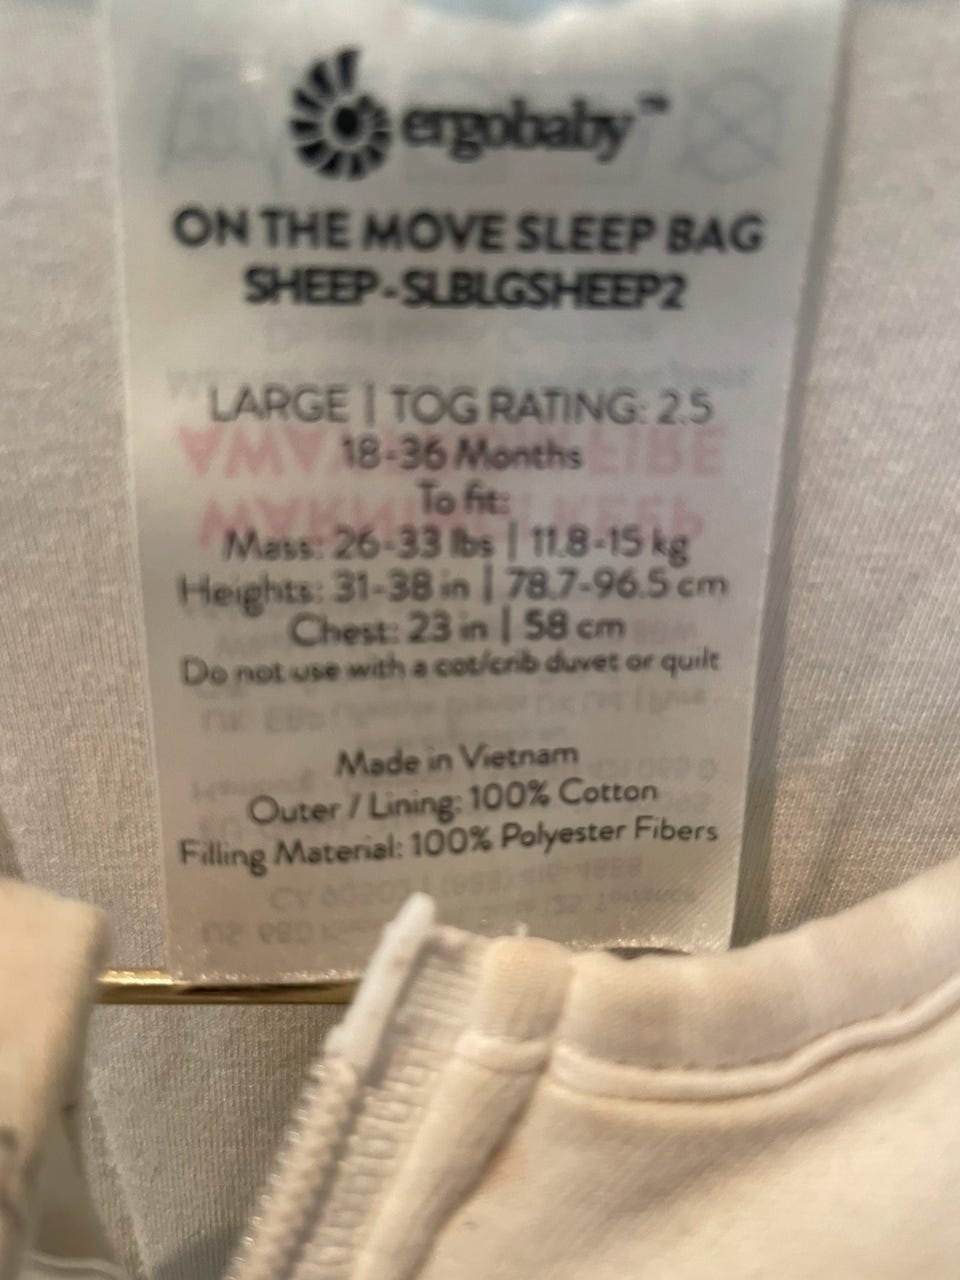 ergobaby™
ON THE MOVE SLEEP BAG
SHEEP-SLBLGSHEEP2
LARGE | TOG RATING: 2.5
18-36 Months
To fit:
Mass: 26-33 lbs | 11.8-15 kg
Heights: 31-38 in | 78.7-96.5 cm
Chest: 23 in | 58 cm
Do not use with a cot/crib duvet or quilt
Made in Vietnam
Outer / Lining: 100% Cotton
Filling Material: 100% Polyester Fibers